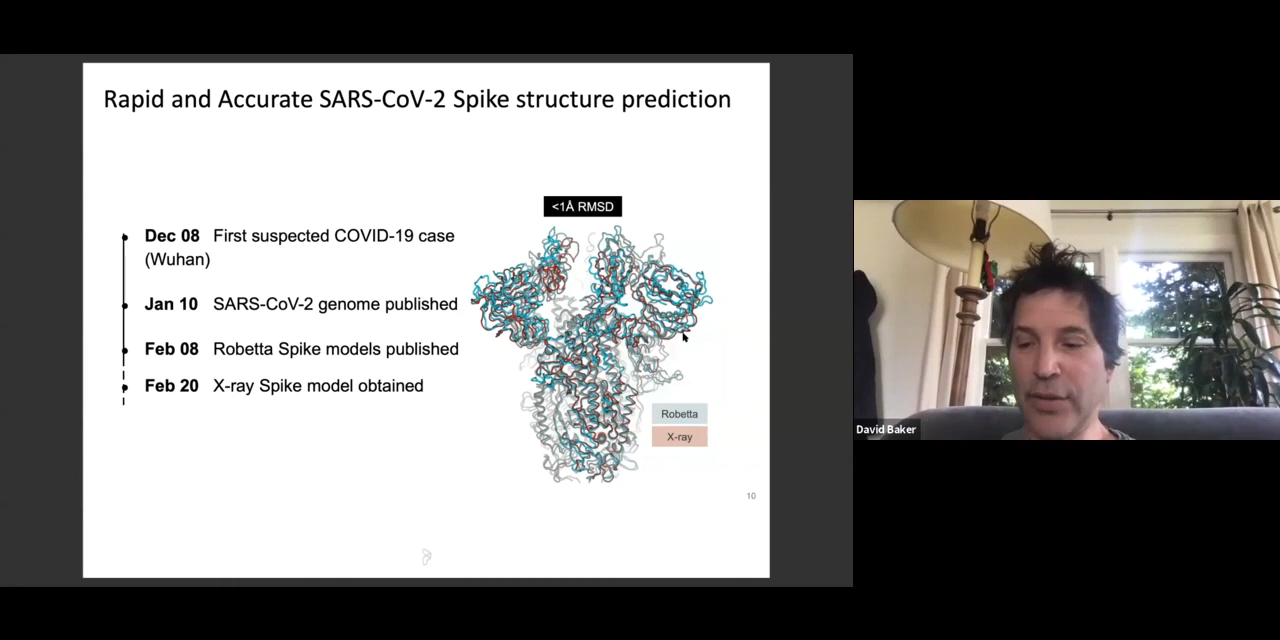 Rapid and Accurate SARS-CoV-2 Spike structure prediction
<1Å RMSD
Dec 08 First suspected COVID-19 case
(Wuhan)
Jan 10 SARS-CoV-2 genome published
Feb 08 Robetta Spike models published
Feb 20 X-ray Spike model obtained
Robetta
X-ray
10
David Baker